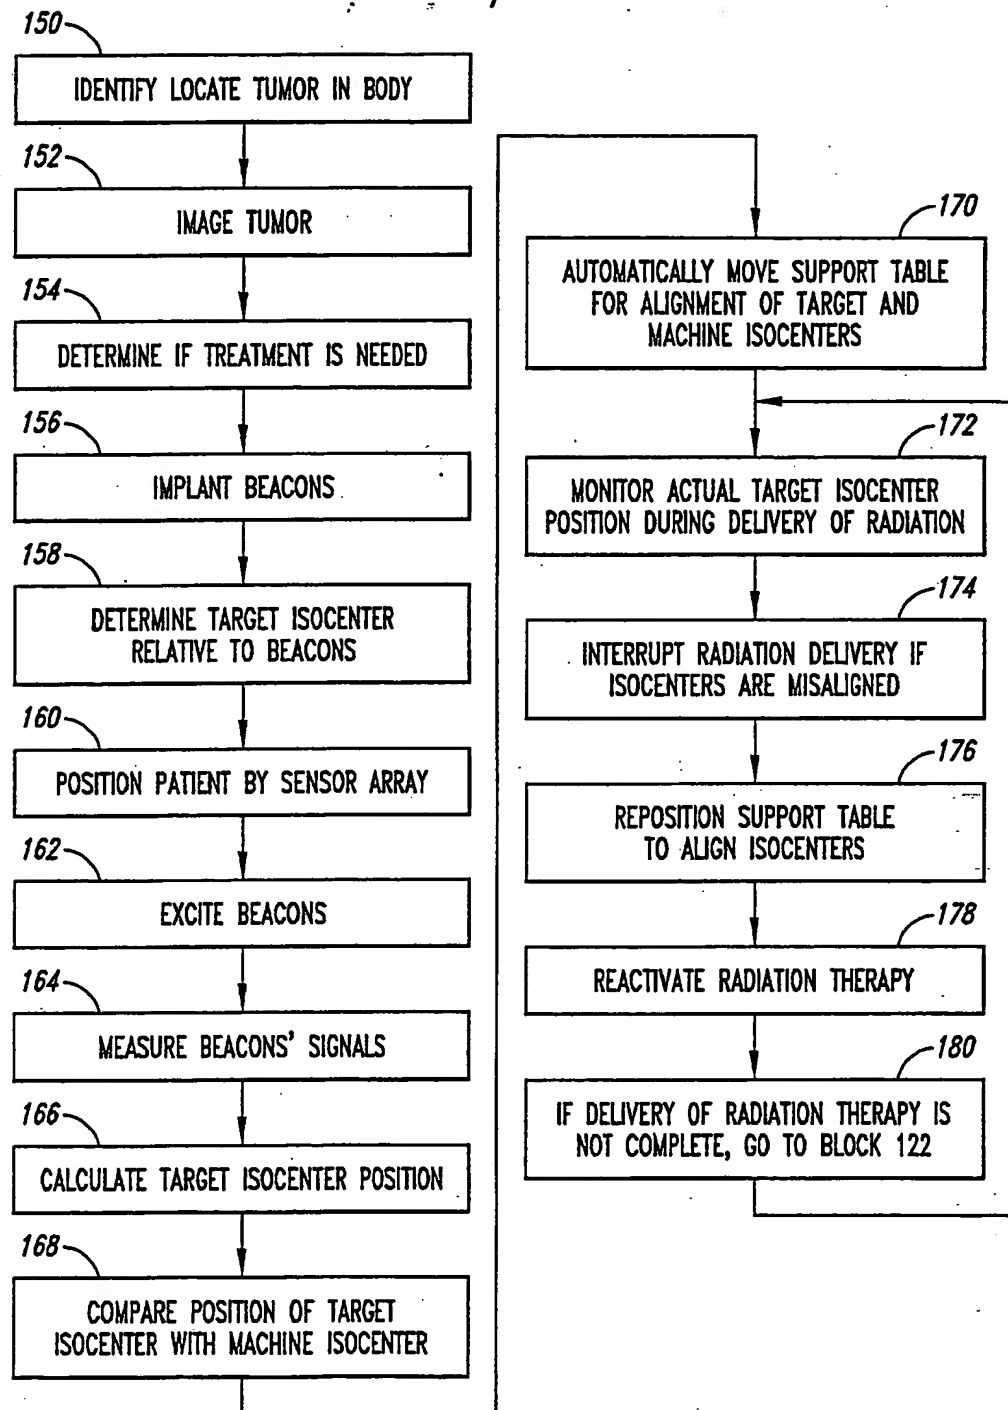 150
IDENTIFY LOCATE TUMOR IN BODY
152
IMAGE TUMOR
154
DETERMINE IF TREATMENT IS NEEDED
156
IMPLANT BEACONS
158
DETERMINE TARGET ISOCENTER
RELATIVE TO BEACONS
160
POSITION PATIENT BY SENSOR ARRAY
162
EXCITE BEACONS
164
MEASURE BEACONS' SIGNALS
166
CALCULATE TARGET ISOCENTER POSITION
168
COMPARE POSITION OF TARGET
ISOCENTER WITH MACHINE ISOCENTER
170
AUTOMATICALLY MOVE SUPPORT TABLE
FOR ALIGNMENT OF TARGET AND
MACHINE ISOCENTERS
172
MONITOR ACTUAL TARGET ISOCENTER
POSITION DURING DELIVERY OF RADIATION
174
INTERRUPT RADIATION DELIVERY IF
ISOCENTERS ARE MISALIGNED
176
REPOSITION SUPPORT TABLE
TO ALIGN ISOCENTERS
178
REACTIVATE RADIATION THERAPY
180
IF DELIVERY OF RADIATION THERAPY IS
NOT COMPLETE, GO TO BLOCK 122